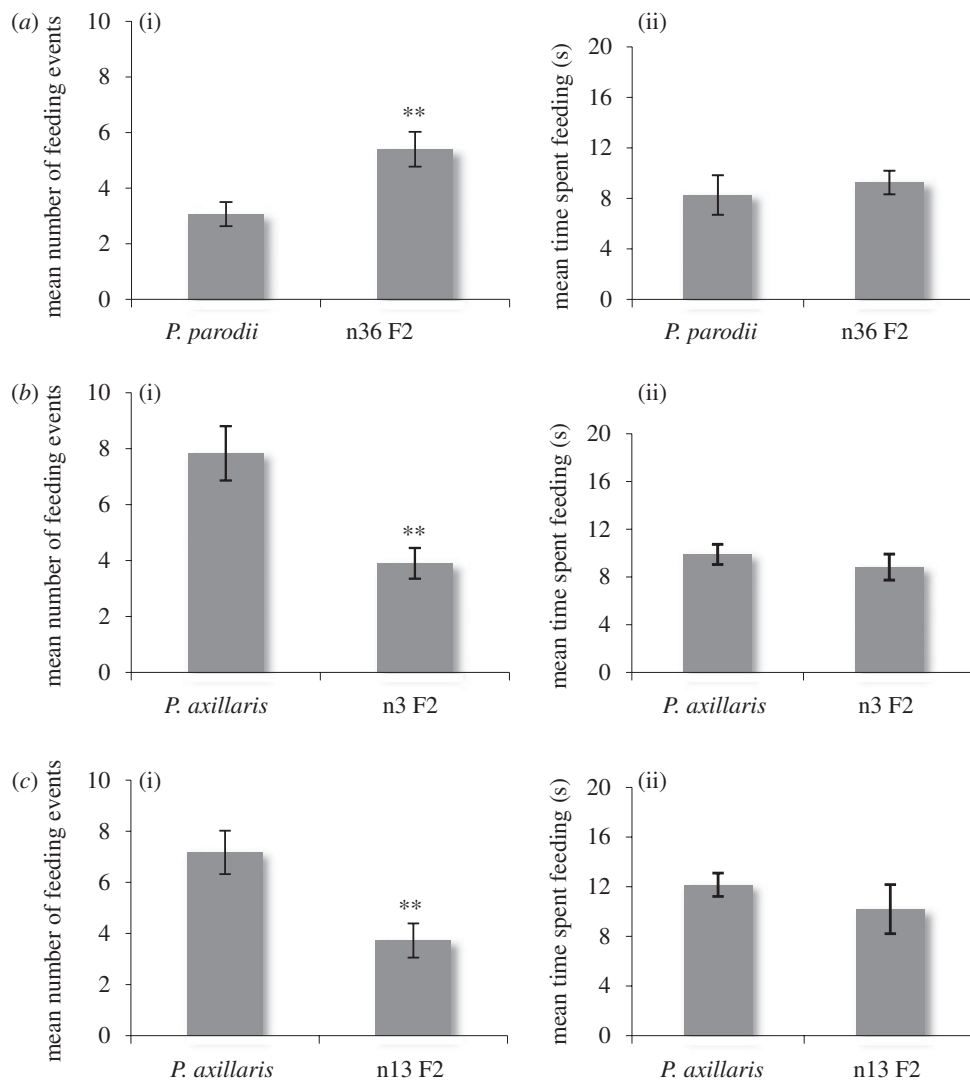 (a)
(i)
mean number of feeding events
10
8
6
4
2
0
**
P. parodii
n36 F2
(ii)
mean time spent feeding (s)
20
16
12
8
4
0
P. parodii
n36 F2
(b)
(i)
mean number of feeding events
10
8
6
4
2
0
**
P. axillaris
n3 F2
(ii)
mean time spent feeding (s)
20
16
12
8
4
0
P. axillaris
n3 F2
(c)
(i)
mean number of feeding events
10
8
6
4
2
0
**
P. axillaris
n13 F2
(ii)
mean time spent feeding (s)
20
16
12
8
4
0
P. axillaris
n13 F2